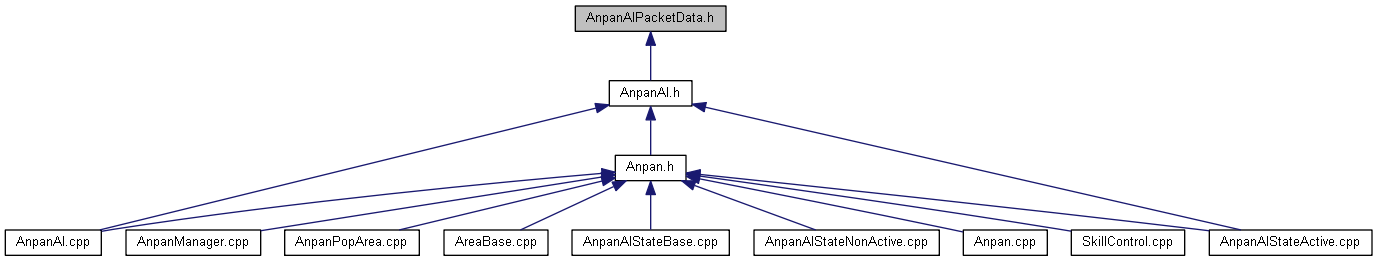 AnpanAIPacketData.h
AnpanAI.h
Anpan.h
AnpanAI.cpp
AnpanManager.cpp
AnpanPopArea.cpp
AreaBase.cpp
AnpanAIStateBase.cpp
AnpanAIStateNonActive.cpp
Anpan.cpp
SkillControl.cpp
AnpanAIStateActive.cpp